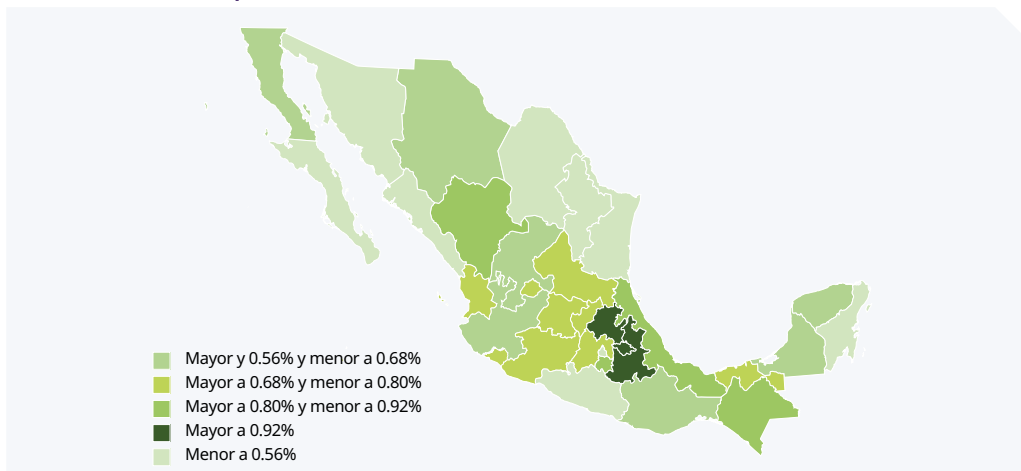 Mayor y 0.56% y menor a 0.68%
Mayor a 0.68% y menor a 0.80%
Mayor a 0.80% y menor a 0.92%
Mayor a 0.92%
Menor a 0.56%